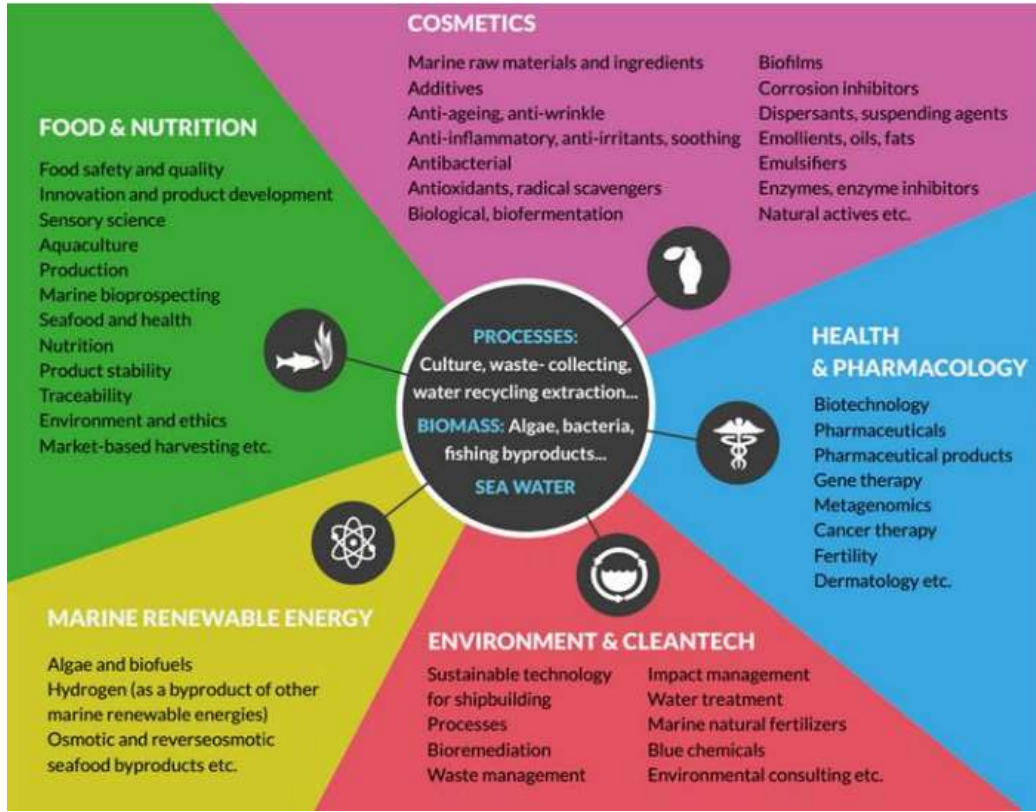 COSMETICS
Marine raw materials and ingredients
Additives
Anti-ageing, anti-wrinkle
Anti-inflammatory, anti-irritants, soothing
Antibacterial
Antioxidants, radical scavengers
Biological, biofermentation
Biofilms
Corrosion inhibitors
Dispersants, suspending agents
Emollients, oils, fats
Emulsifiers
Enzymes, enzyme inhibitors
Natural actives etc.
FOOD & NUTRITION
Food safety and quality
Innovation and product development
Sensory science
Aquaculture
Production
Marine bioprospecting
Seafood and health
Nutrition
Product stability
Traceability
Environment and ethics
Market-based harvesting etc.
PROCESSES:
Culture, waste- collecting,
water recycling extraction...
BIOMASS: Algae, bacteria,
fishing byproducts...
SEA WATER
HEALTH
& PHARMACOLOGY
Biotechnology
Pharmaceuticals
Pharmaceutical products
Gene therapy
Metagenomics
Cancer therapy
Fertility
Dermatology etc.
MARINE RENEWABLE ENERGY
Algae and biofuels
Hydrogen (as a byproduct of other
marine renewable energies)
Osmotic and reverseosmotic
seafood byproducts etc.
ENVIRONMENT & CLEANTECH
Sustainable technology
for shipbuilding
Processes
Bioremediation
Waste management
Impact management
Water treatment
Marine natural fertilizers
Blue chemicals
Environmental consulting etc.